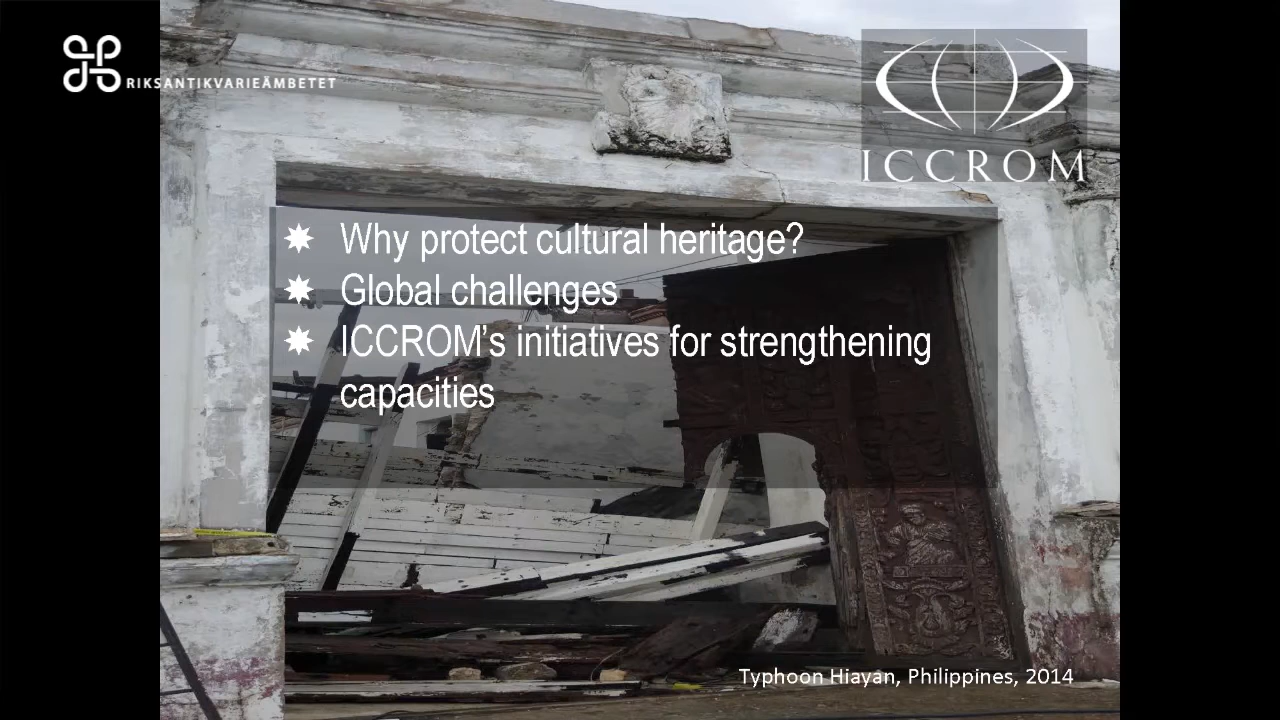 RIKSANTIKVARIEÄMBETET
ICCROM
Why protect cultural heritage?
Global challenges
ICCROM's initiatives for strengthening
capacities
Typhoon Hiayan, Philippines, 2014